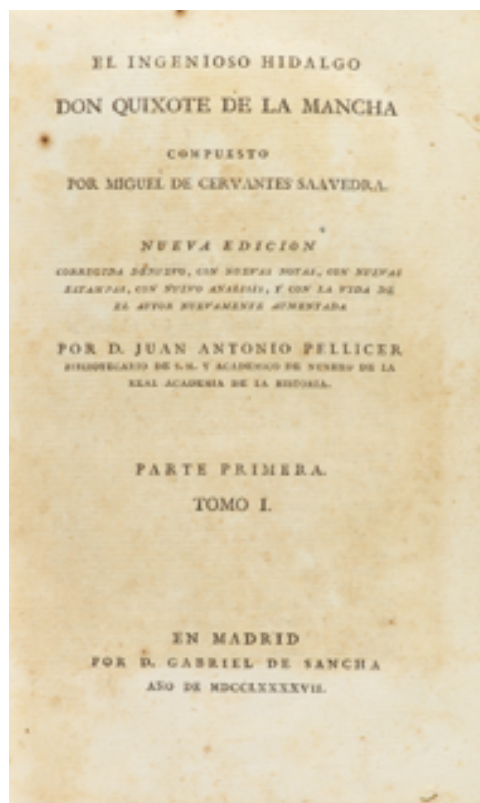 EL INGENIOSO HIDALGO
DON QUIXOTE DE LA MANCHA
COMPUESTO
POR MIGUEL DE CERVANTES SAAVEDRA.
NUEVA EDICION
CORREGIDA DENUEVO, CON NUEVAS NOTAS, CON NUEVAS
ESTAMPAS, CON NUEVO ANALISIS, Y CON LA VIDA DE
EL AUTOR NUEVAMENTE AUMENTADA
POR D. JUAN ANTONIO PELLICER
BIBLIOTECARIO DE S.M. Y ACADEMICO DE NUMERO DE LA
REAL ACADEMIA DE LA HISTORIA.
PARTE PRIMERA.
TOMO I.
EN MADRID
POR D. GABRIEL DE SANCHA
AÑO DE MDCCLXXXXVII.